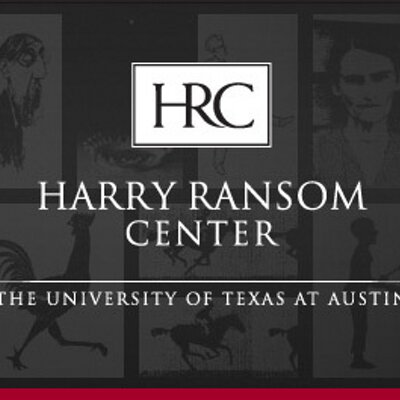 HRC
HARRY RANSOM
CENTER
THE UNIVERSITY OF TEXAS AT AUSTIN